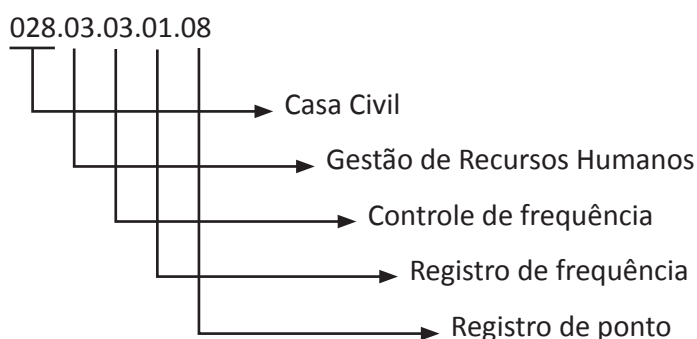 028.03.03.01.08
Casa Civil
Gestão de Recursos Humanos
Controle de frequência
Registro de frequência
Registro de ponto